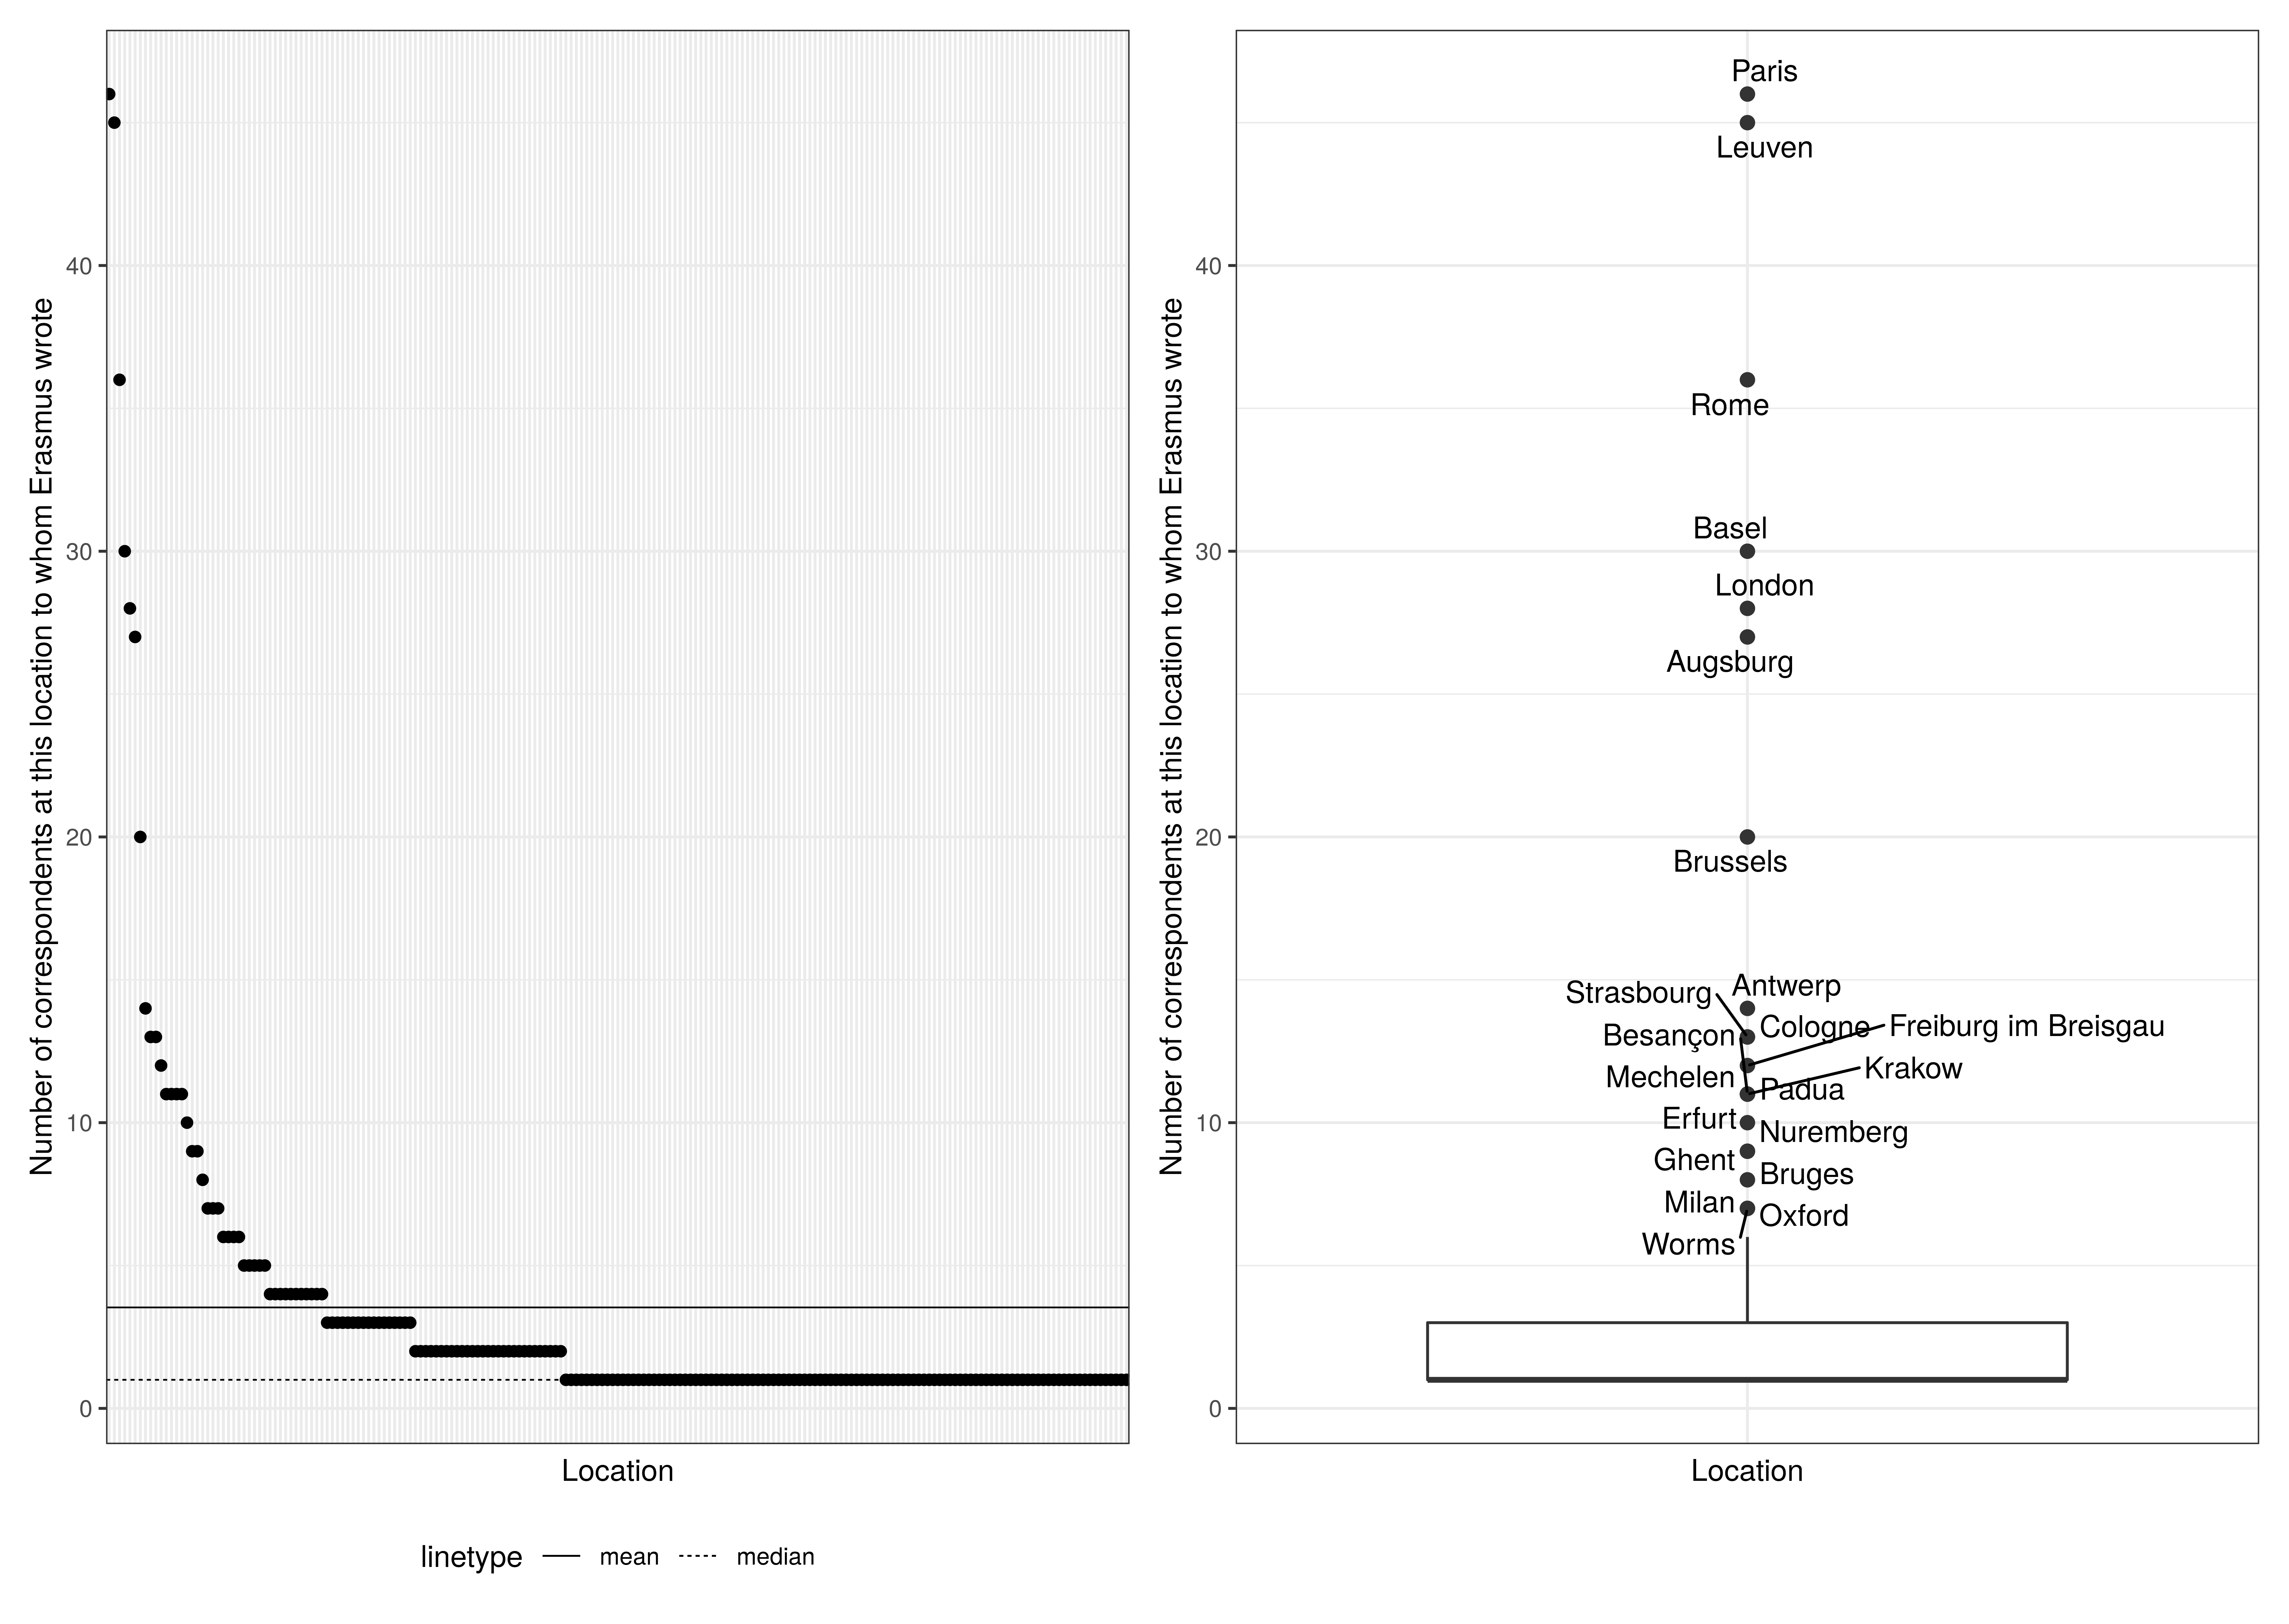 Number of correspondents at this location to whom Erasmus wrote
40
30
20
10
0
Location
linetype mean median
Number of correspondents at this location to whom Erasmus wrote
40
30
20
10
0
Paris
Leuven
Rome
Basel
London
Augsburg
Brussels
Antwerp
Strasbourg
Cologne
Freiburg im Breisgau
Besançon
Krakow
Mechelen
Padua
Erfurt
Nuremberg
Ghent
Bruges
Milan
Oxford
Worms
Location